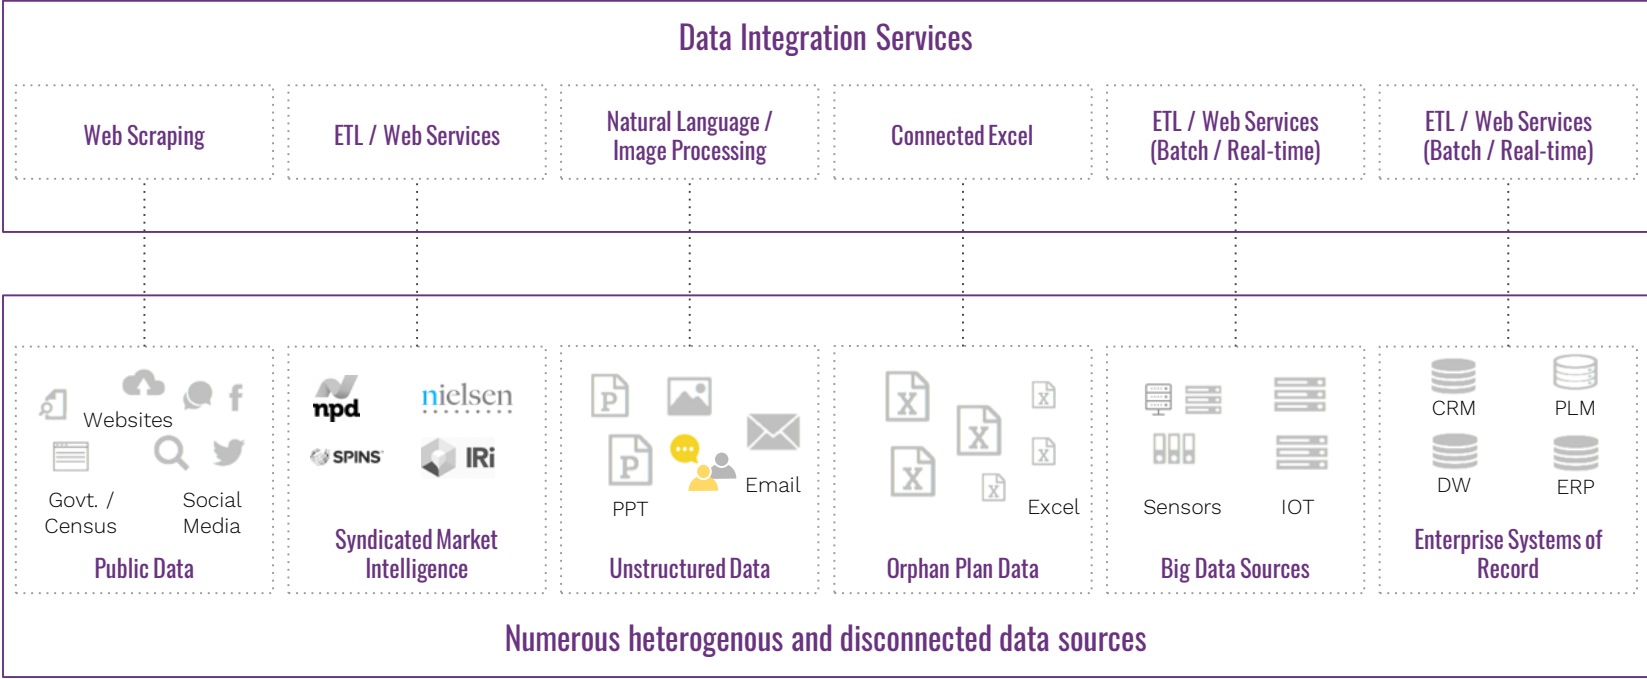 Data Integration Services
Web Scraping
ETL / Web Services
Natural Language /
Image Processing
Connected Excel
ETL / Web Services
(Batch / Real-time)
ETL / Web Services
(Batch / Real-time)
Websites
Govt. /
Census
Social
Media
Public Data
npd
nielsen
SPINS
IRi
Syndicated Market
Intelligence
P
P
PPT
Email
Unstructured Data
X
X
X
X
X
X
Excel
Orphan Plan Data
Sensors
IOT
Big Data Sources
CRM
PLM
DW
ERP
Enterprise Systems of
Record
Numerous heterogenous and disconnected data sources